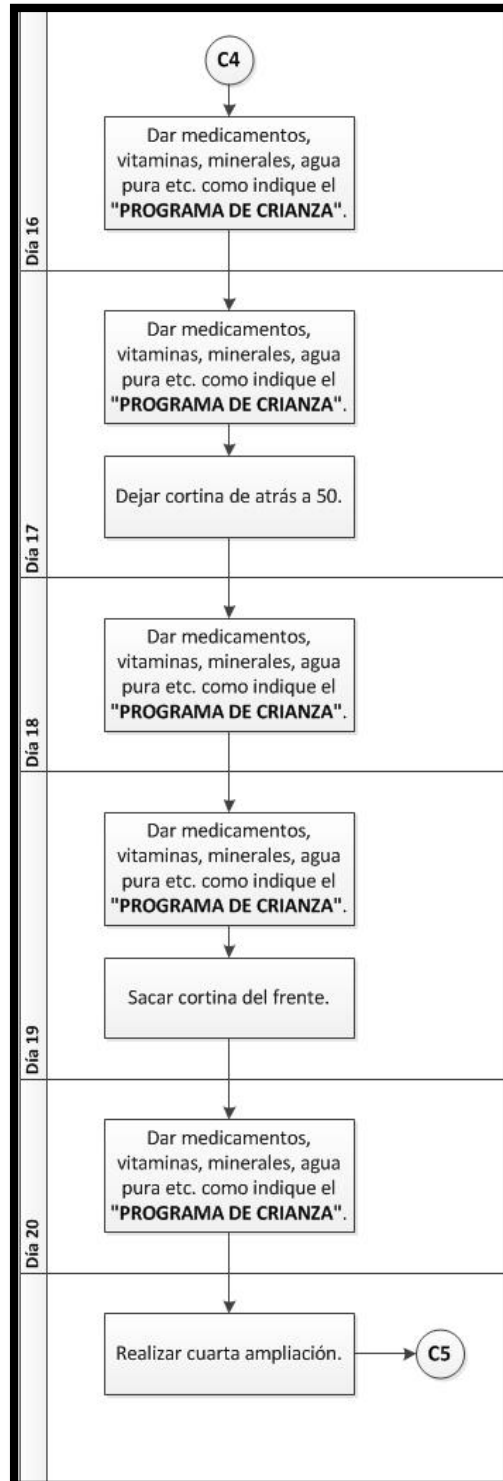 C4
Dar medicamentos,
vitaminas, minerales, agua
pura etc. como indique el
"PROGRAMA DE CRIANZA".
Día 16
Dar medicamentos,
vitaminas, minerales, agua
pura etc. como indique el
"PROGRAMA DE CRIANZA".
Dejar cortina de atrás a 50.
Día 17
Dar medicamentos,
vitaminas, minerales, agua
pura etc. como indique el
"PROGRAMA DE CRIANZA".
Día 18
Dar medicamentos,
vitaminas, minerales, agua
pura etc. como indique el
"PROGRAMA DE CRIANZA".
Sacar cortina del frente.
Día 19
Dar medicamentos,
vitaminas, minerales, agua
pura etc. como indique el
"PROGRAMA DE CRIANZA".
Día 20
Realizar cuarta ampliación.
C5